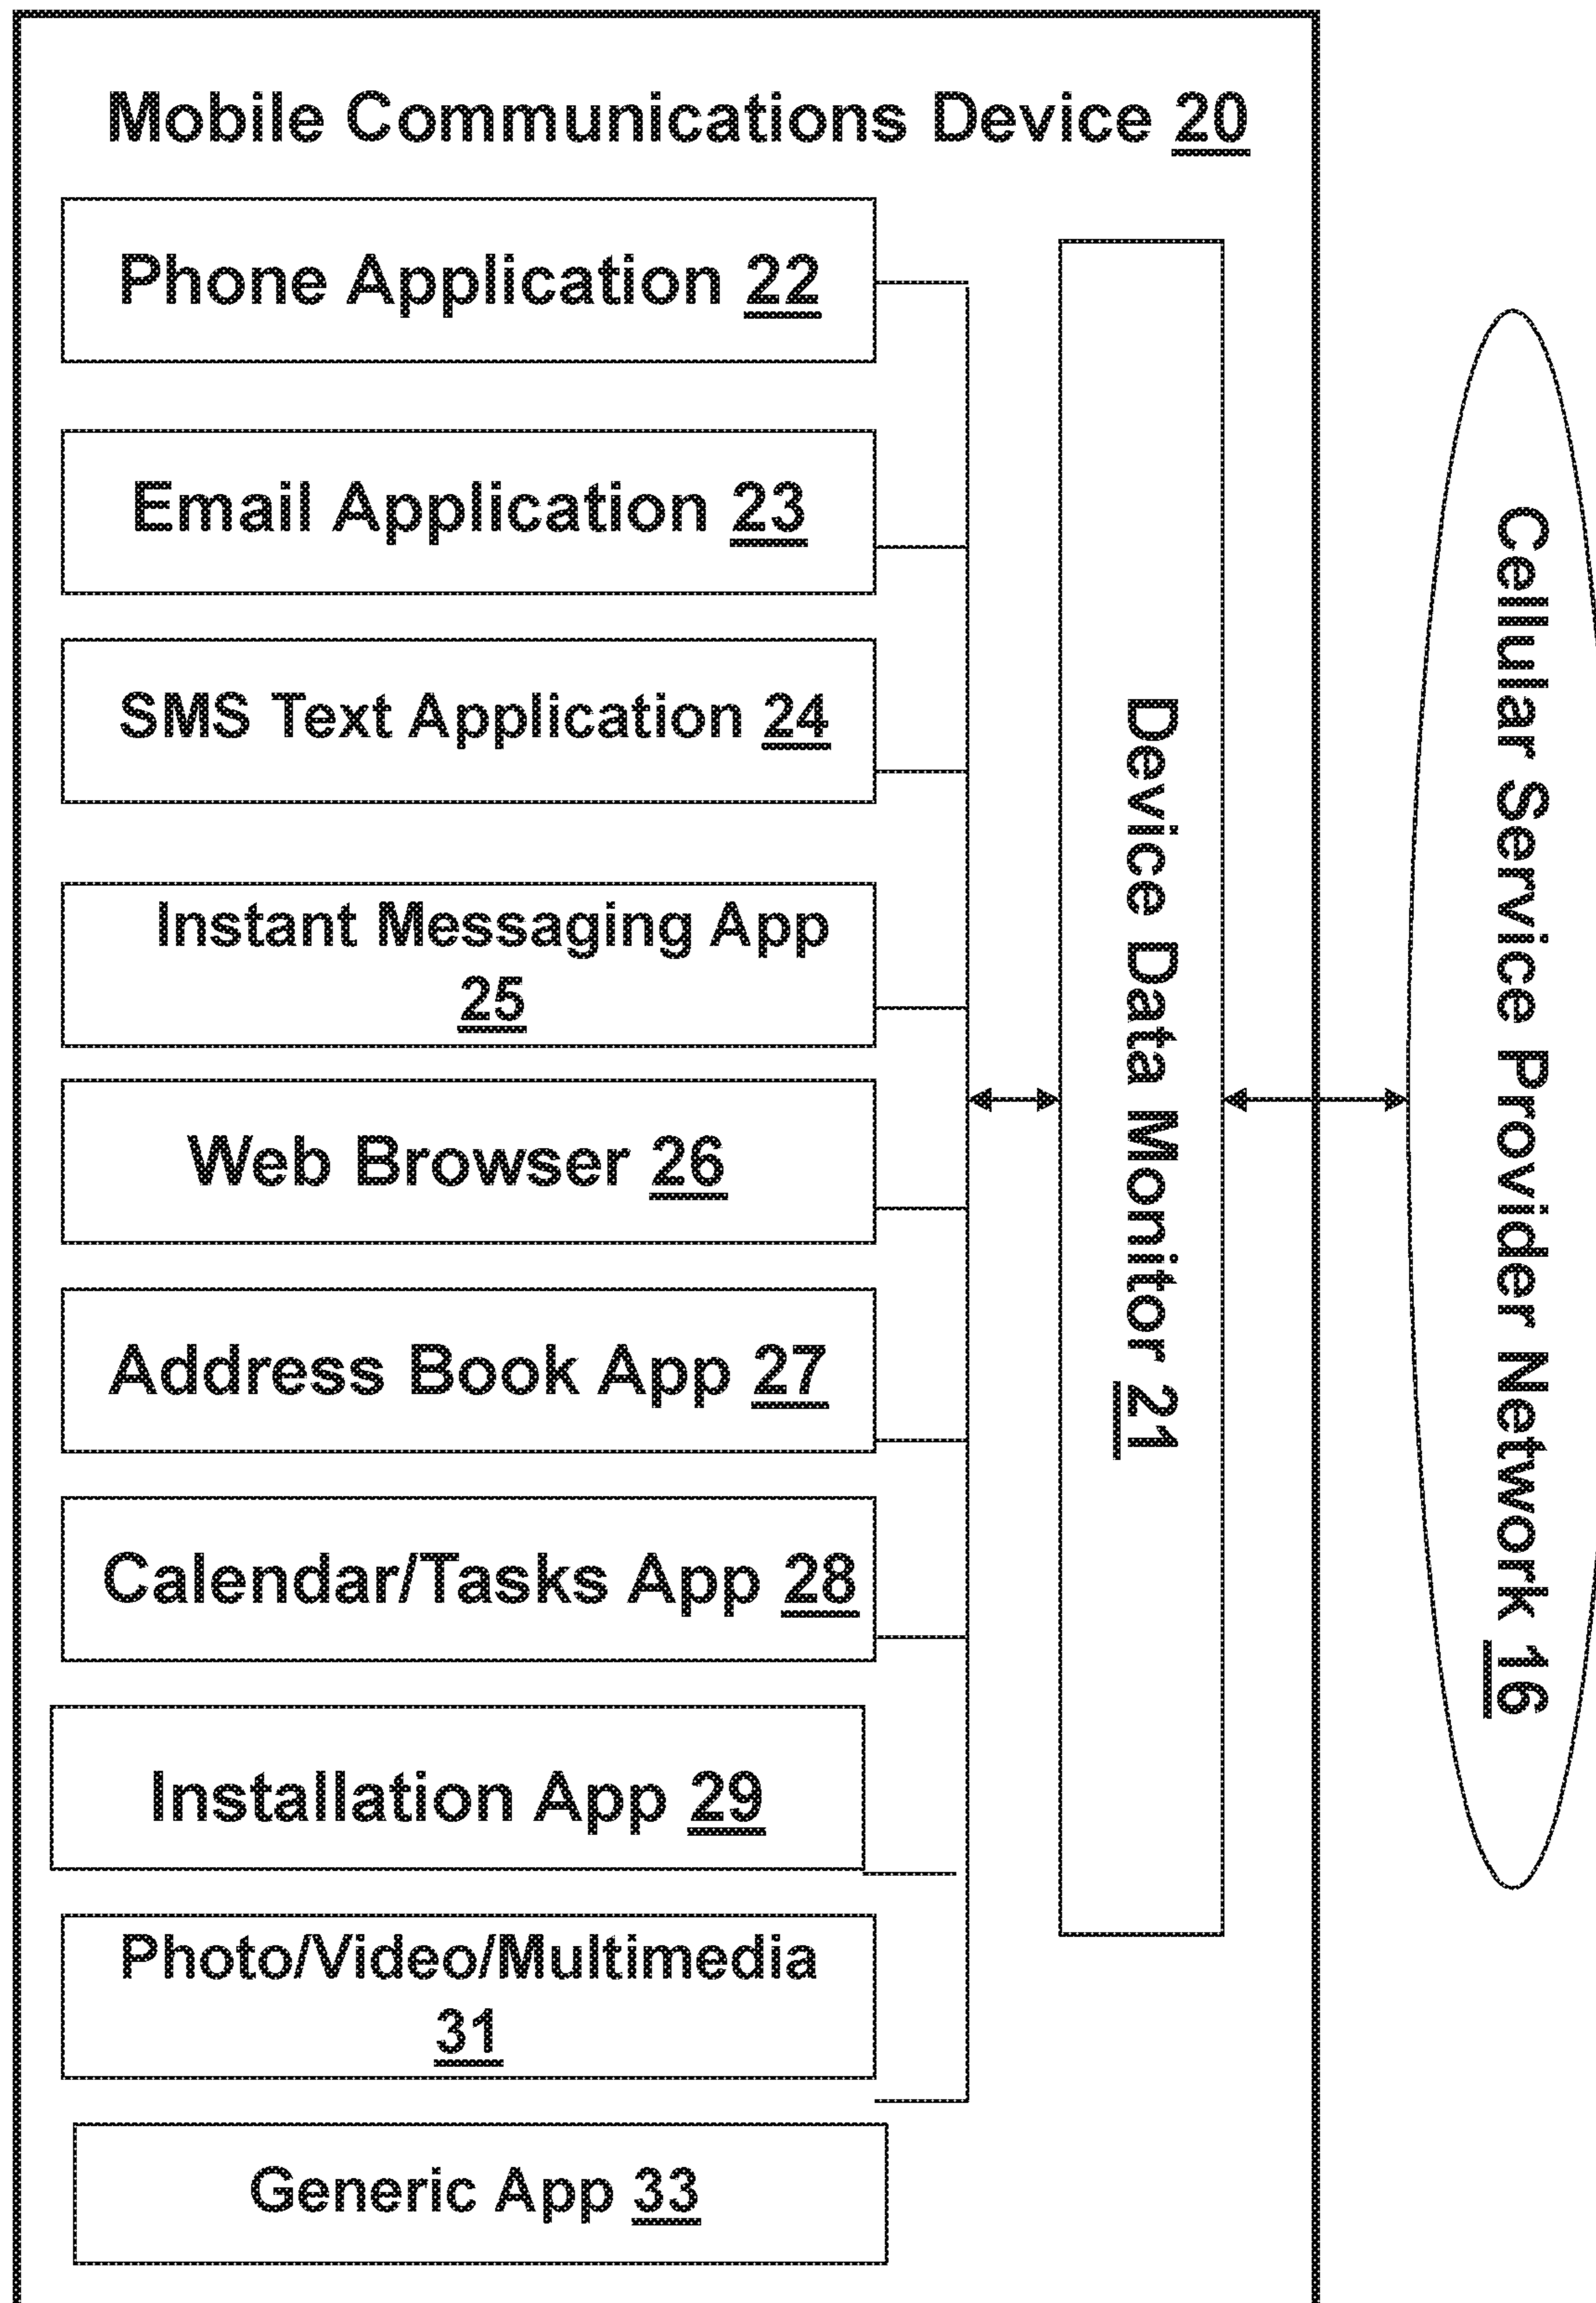 Mobile Communications Device 20
Phone Application 22
Email Application 23
SMS Text Application 24
Instant Messaging App
25
Web Browser 26
Address Book App 27
Calendar/Tasks App 28
Installation App 29
Photo/Video/Multimedia
31
Generic App 33
Device Data Monitor 21
Cellular Service Provider Network 16